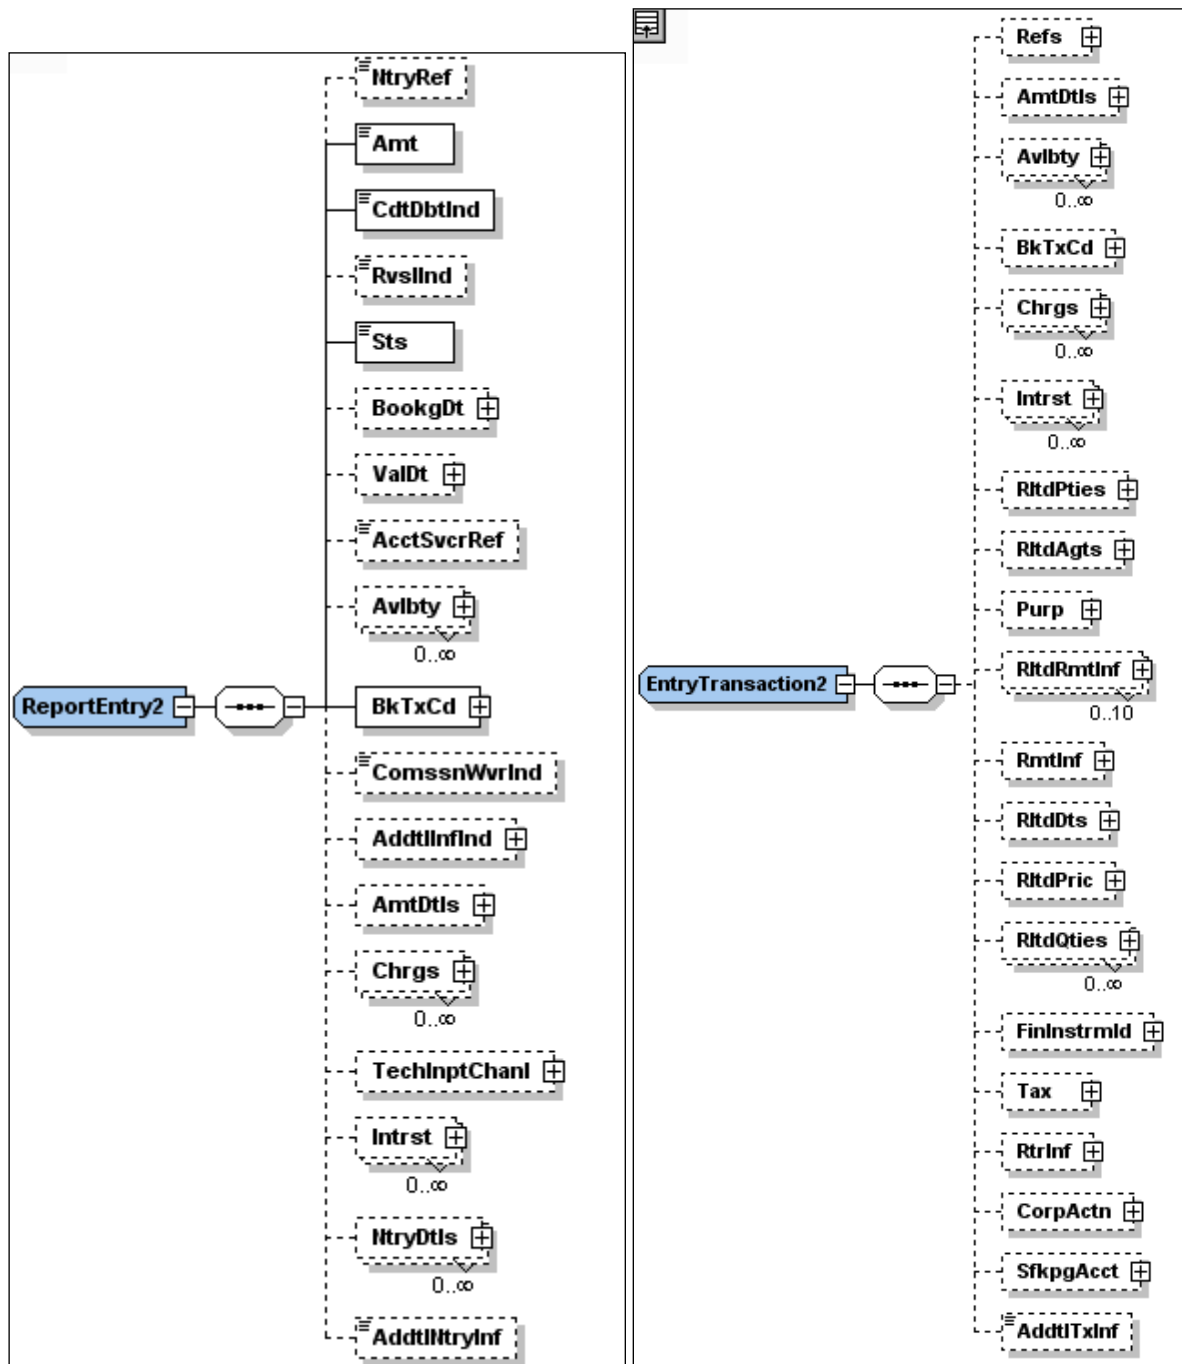 NtryRef
Amt
CdtDbtInd
RvslInd
Sts
BookgDt
ValDt
AcctSvcrRef
Avlbty
0..∞
ReportEntry2
BkTxCd
ComssnWvrInd
AddtlInfInd
AmtDtls
Chrgs
0..∞
TechInptChanl
Intrst
0..∞
NtryDtls
0..∞
AddtlNtryInf
Refs
AmtDtls
Avlbty
0..∞
BkTxCd
Chrgs
0..∞
Intrst
0..∞
RltdPties
RltdAgts
Purp
EntryTransaction2
RltdRmtInf
0..10
RmtInf
RltdDts
RltdPric
RltdQties
0..∞
FinInstrmId
Tax
RtrInf
CorpActn
SfkpgAcct
AddtlTxInf